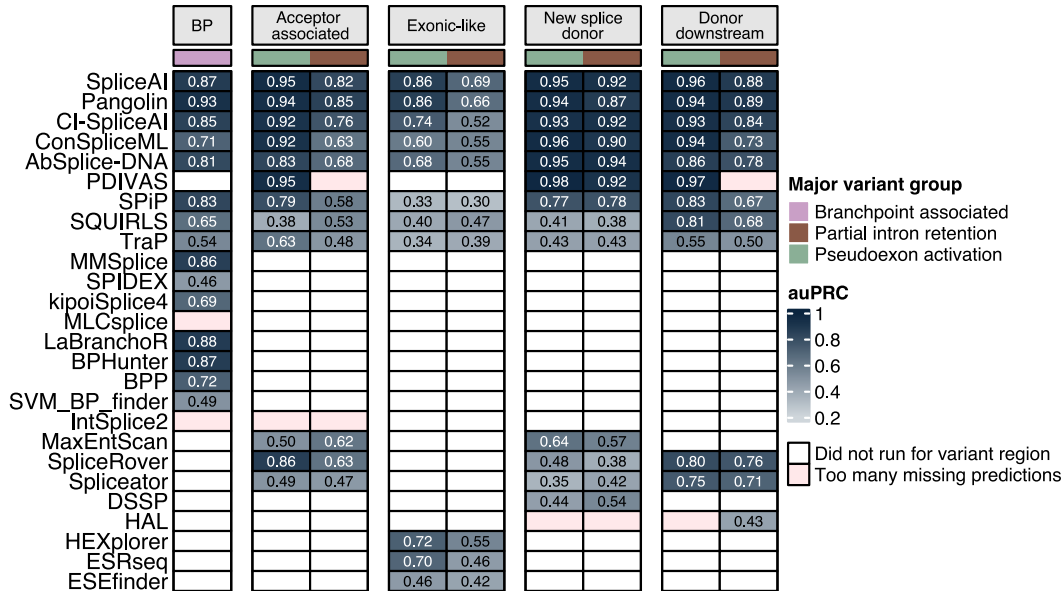 BP
Acceptor associated
Exonic-like
New splice donor
Donor downstream
SpliceAI 0.87 0.95 0.82 0.86 0.69 0.95 0.92 0.96 0.88
Pangolin 0.93 0.94 0.85 0.86 0.66 0.94 0.87 0.94 0.89
CI-SpliceAI 0.85 0.92 0.76 0.74 0.52 0.93 0.92 0.93 0.84
ConSpliceML 0.71 0.92 0.63 0.60 0.55 0.96 0.90 0.94 0.73
AbSplice-DNA 0.81 0.83 0.68 0.68 0.55 0.95 0.94 0.86 0.78
PDIVAS 0.95 0.98 0.92 0.97
SPiP 0.83 0.79 0.58 0.33 0.30 0.77 0.78 0.83 0.67
SQUIRLS 0.65 0.38 0.53 0.40 0.47 0.41 0.38 0.81 0.68
TraP 0.54 0.63 0.48 0.34 0.39 0.43 0.43 0.55 0.50
MMSplice 0.86
SPIDEX 0.46
kipoiSplice4 0.69
MLCsplice
LaBranchoR 0.88
BPHunter 0.87
BPP 0.72
SVM_BP_finder 0.49
IntSplice2
MaxEntScan 0.50 0.62 0.64 0.57
SpliceRover 0.86 0.63 0.48 0.38 0.80 0.76
Spliceator 0.49 0.47 0.35 0.42 0.75 0.71
DSSP 0.44 0.54
HAL 0.43
HEXplorer 0.72 0.55
ESRseq 0.70 0.46
ESEfinder 0.46 0.42
Major variant group
Branchpoint associated
Partial intron retention
Pseudoexon activation
auPRC
1
0.8
0.6
0.4
0.2
Did not run for variant region
Too many missing predictions